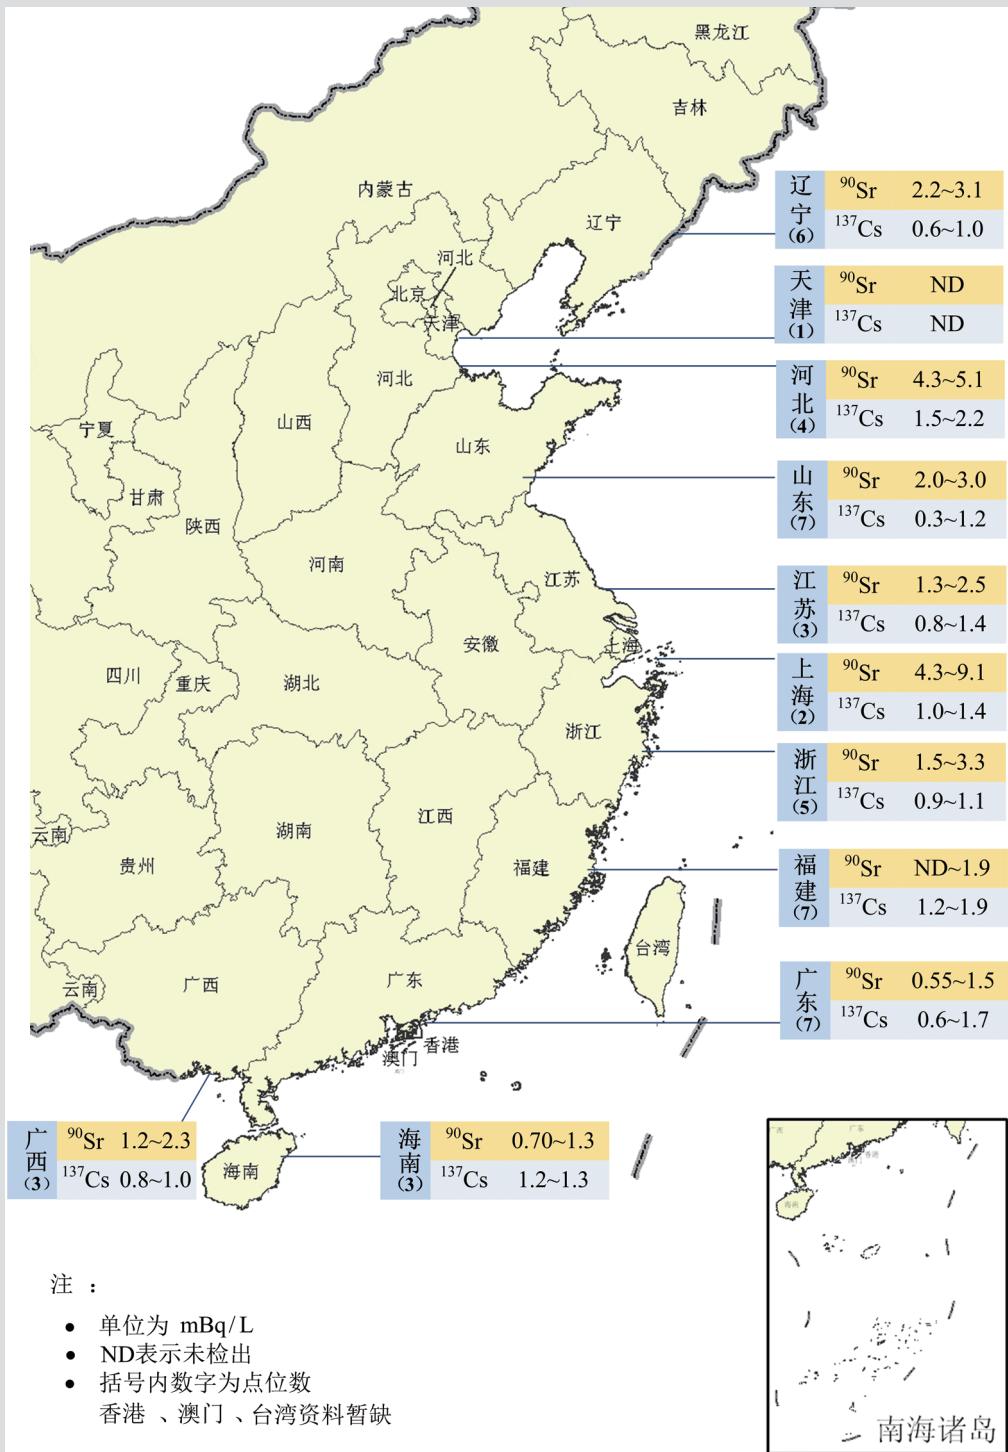 黑龙江
吉林
内蒙古
辽宁
河北
北京
天津
河北
山西
山东
宁夏
甘肃
陕西
河南
江苏
安徽
上海
四川
重庆
湖北
浙江
江西
湖南
云南
贵州
福建
台湾
云南
广西
广东
香港
澳门
海南
辽宁(6)
⁹⁰Sr 2.2~3.1
¹³⁷Cs 0.6~1.0
天津(1)
⁹⁰Sr ND
¹³⁷Cs ND
河北(4)
⁹⁰Sr 4.3~5.1
¹³⁷Cs 1.5~2.2
山东(7)
⁹⁰Sr 2.0~3.0
¹³⁷Cs 0.3~1.2
江苏(3)
⁹⁰Sr 1.3~2.5
¹³⁷Cs 0.8~1.4
上海(2)
⁹⁰Sr 4.3~9.1
¹³⁷Cs 1.0~1.4
浙江(5)
⁹⁰Sr 1.5~3.3
¹³⁷Cs 0.9~1.1
福建(7)
⁹⁰Sr ND~1.9
¹³⁷Cs 1.2~1.9
广东(7)
⁹⁰Sr 0.55~1.5
¹³⁷Cs 0.6~1.7
广西(3)
⁹⁰Sr 1.2~2.3
¹³⁷Cs 0.8~1.0
海南(3)
⁹⁰Sr 0.70~1.3
¹³⁷Cs 1.2~1.3
广东
香港
海南
南海诸岛
注 :
• 单位为 mBq/L
• ND表示未检出
• 括号内数字为点位数
香港、澳门、台湾资料暂缺